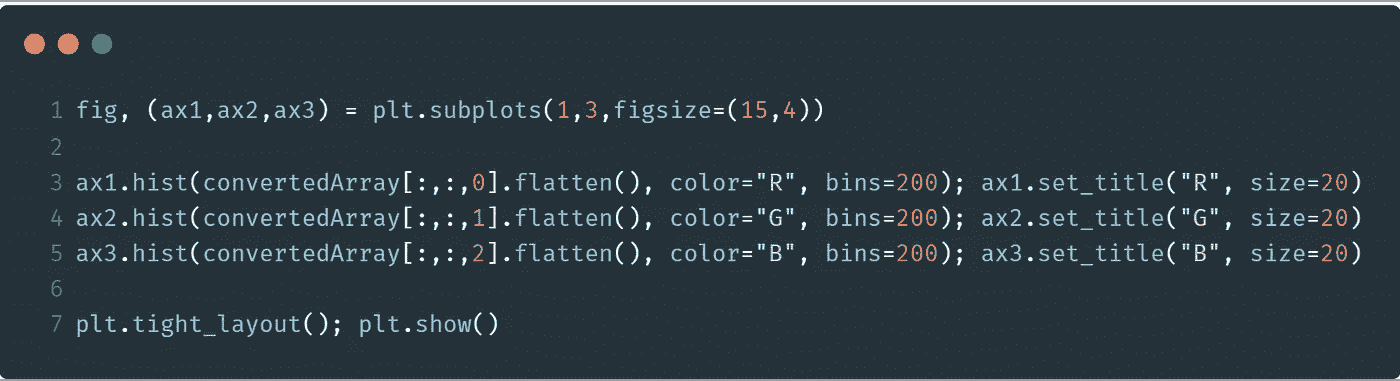 1 fig, (ax1,ax2,ax3) = plt.subplots(1,3,figsize=(15,4))
2
3 ax1.hist(convertedArray[:,:,0].flatten(), color="R", bins=200); ax1.set_title("R", size=20)
4 ax2.hist(convertedArray[:,:,1].flatten(), color="G", bins=200); ax2.set_title("G", size=20)
5 ax3.hist(convertedArray[:,:,2].flatten(), color="B", bins=200); ax3.set_title("B", size=20)
6
7 plt.tight_layout(); plt.show()